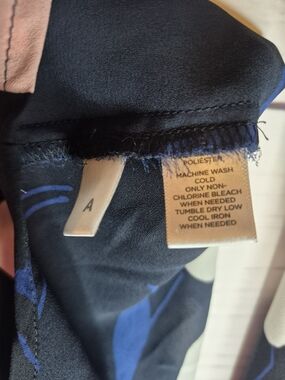 A
POLYESTER
MACHINE WASH
COLD
ONLY NON-
CHLORINE BLEACH
WHEN NEEDED
TUMBLE DRY LOW
COOL IRON
WHEN NEEDED